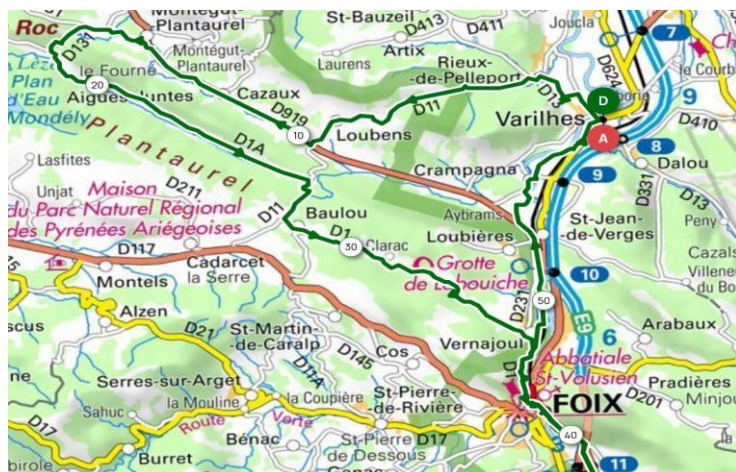 Roc
Montégut-
Plantaurel
Montégut-
Plantaurel
St-Bauzeil
D413
D411
Artix
Laurens
Rieux-
-de-Pelleport
Joucla
7
D624
D131
le Courb
Plan
d'Eau
Mondély
le Fourné
20
Aigues-Juntes
Cazaux
D919
10
D11
D13
D
9
Varilhes
A
D410
8
Dalou
Loubens
Plantaurel
D1A
Lasfites
Unjat
D211
Crampagna
9
D331
D13
Peny
Maison
du Parc Naturel Régional
des Pyrénées Ariégeoises
D11
Baulou
Aybrams
St-Jean-
-de-Verges
Loubières
D1
30
Clarac
Grotte
de Labouiche
D117
Cadarcet
la Serre
Cazals
Villeneu
du Bo
Montels
10
50
D231
E9
Alzen
D21
St-Martin-
-de-Caralp
D145
Cos
Vernajoul
6
Arabaux
D11A
Abbatiale
St-Volusien
Serres-sur-Arget
la Mouline
la Coupière
St-Pierre-
-de-Rivière
Pradières
D201
Minjou
FOIX
Sahuc
Route Verte
D17
Bénac
St-Pierre
de Dessous
D17
40
Burret
11